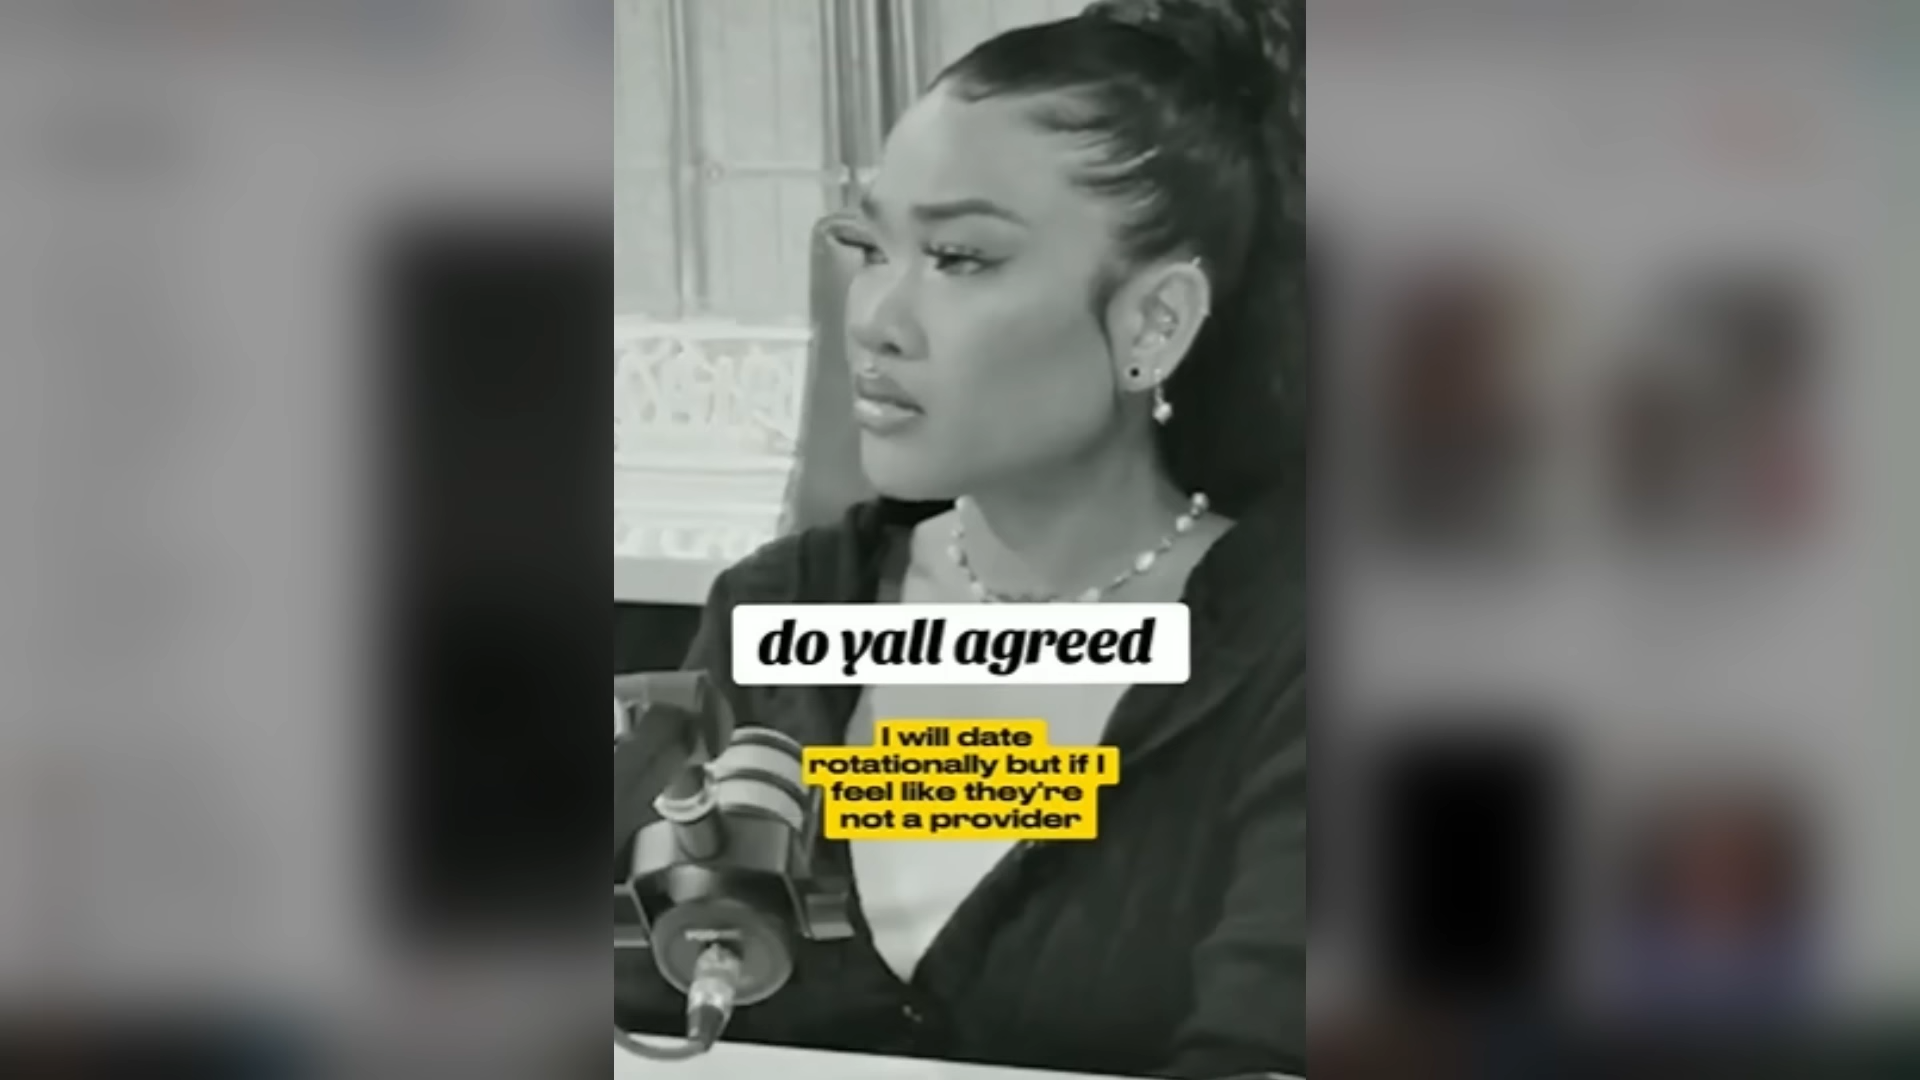 do yall agreed
I will date
rotationally but if I
feel like they're
not a provider